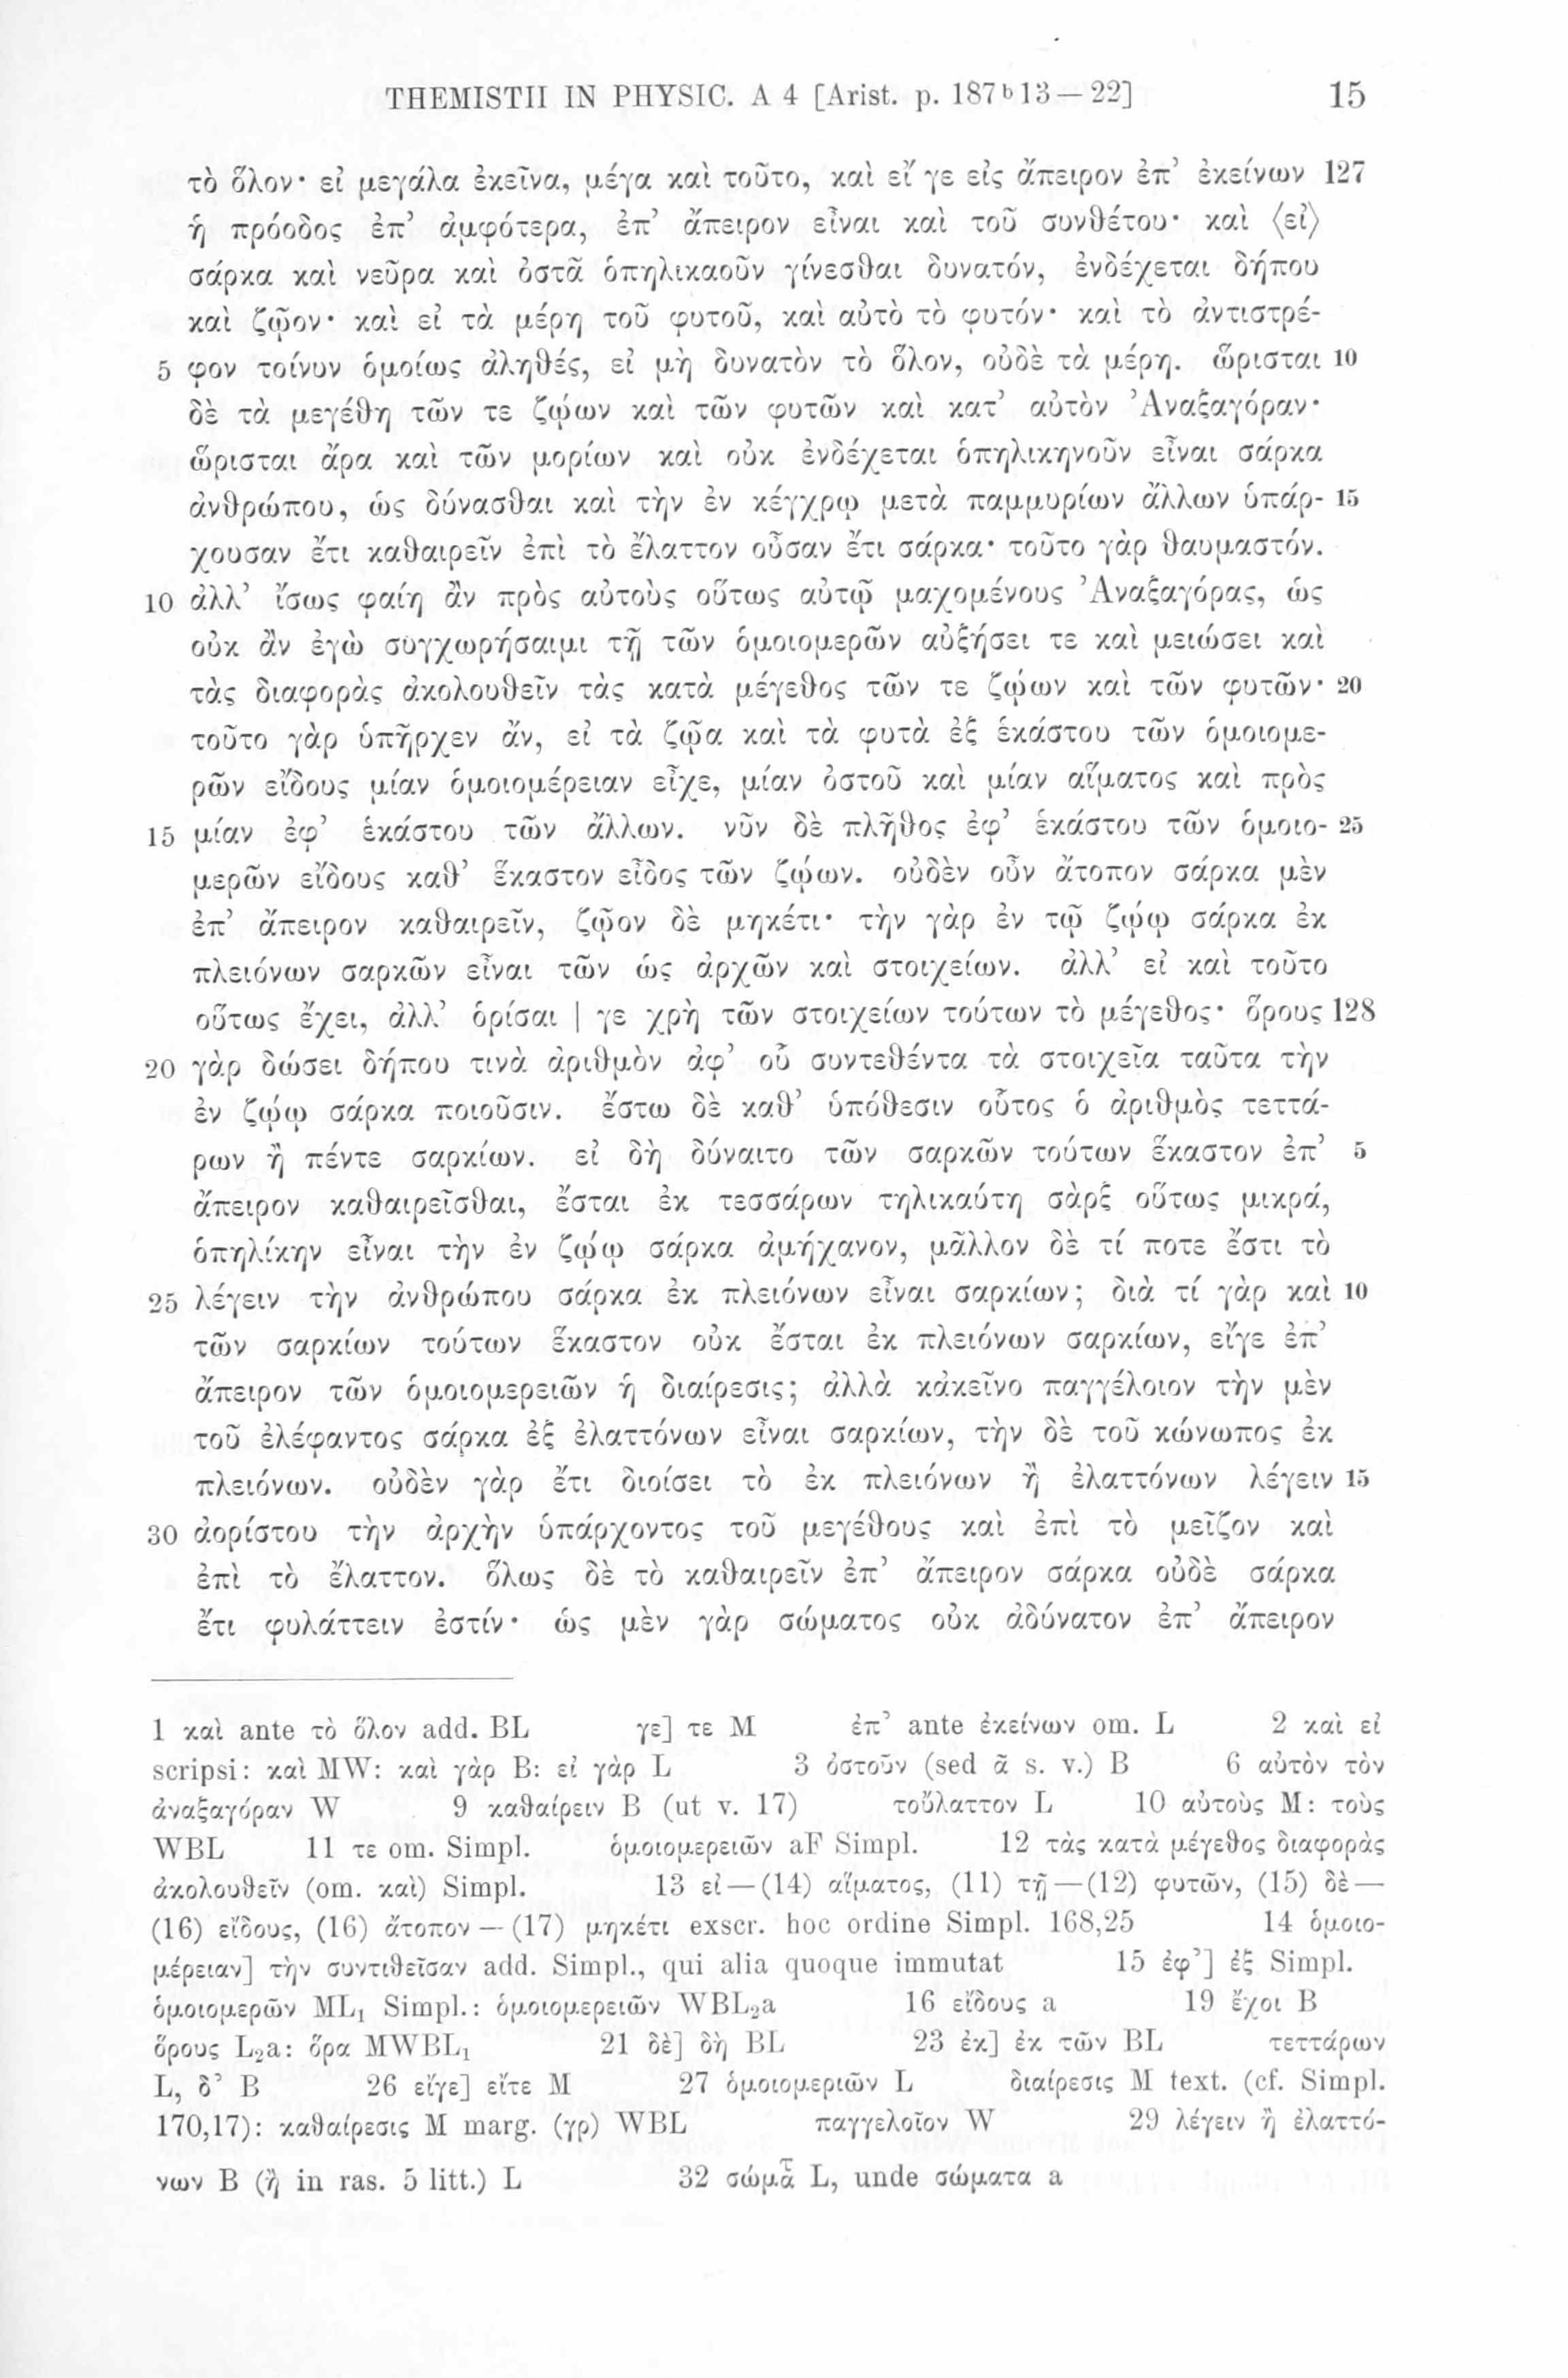 THEMISTII IN PHYSIC. A 4 [Arist. p. 187ᵇ13—22] 15
τὸ ὅλον· εἰ μεγάλα ἐκεῖνα, μέγα καὶ τοῦτο, καὶ εἴ γε εἰς ἄπειρον ἐπ’ ἐκείνων 127
ἡ πρόοδος ἐπ’ ἀμφότερα, ἐπ’ ἄπειρον εἶναι καὶ τοῦ συνθέτου· καὶ ⟨εἰ⟩
σάρκα καὶ νεῦρα καὶ ὀστᾶ ὁπηλικαοῦν γίνεσθαι δυνατόν, ἐνδέχεται δήπου
καὶ ζῷον· καὶ εἰ τὰ μέρη τοῦ φυτοῦ, καὶ αὐτὸ τὸ φυτόν· καὶ τὸ ἀντιστρέ-
5 φον τοίνυν ὁμοίως ἀληθές, εἰ μὴ δυνατὸν τὸ ὅλον, οὐδὲ τὰ μέρη. ὥρισται 10
δὲ τὰ μεγέθη τῶν τε ζῴων καὶ τῶν φυτῶν καὶ κατ’ αὐτὸν Ἀναξαγόραν·
ὥρισται ἄρα καὶ τῶν μορίων καὶ οὐκ ἐνδέχεται ὁπηλικηνοῦν εἶναι σάρκα
ἀνθρώπου, ὡς δύνασθαι καὶ τὴν ἐν κέγχρῳ μετὰ παμμυρίων ἄλλων ὑπάρ- 15
χουσαν ἔτι καθαιρεῖν ἐπὶ τὸ ἔλαττον οὖσαν ἔτι σάρκα· τοῦτο γὰρ θαυμαστόν.
10 ἀλλ’ ἴσως φαίη ἂν πρὸς αὐτοὺς οὕτως αὐτῷ μαχομένους Ἀναξαγόρας, ὡς
οὐκ ἂν ἐγὼ συγχωρήσαιμι τῇ τῶν ὁμοιομερῶν αὐξήσει τε καὶ μειώσει καὶ
τὰς διαφορὰς ἀκολουθεῖν τὰς κατὰ μέγεθος τῶν τε ζῴων καὶ τῶν φυτῶν· 20
τοῦτο γὰρ ὑπῆρχεν ἄν, εἰ τὰ ζῷα καὶ τὰ φυτὰ ἐξ ἑκάστου τῶν ὁμοιομε-
ρῶν εἴδους μίαν ὁμοιομέρειαν εἶχε, μίαν ὀστοῦ καὶ μίαν αἵματος καὶ πρὸς
15 μίαν ἐφ’ ἑκάστου τῶν ἄλλων. νῦν δὲ πλῆθος ἐφ’ ἑκάστου τῶν ὁμοιο- 25
μερῶν εἴδους καθ’ ἕκαστον εἶδος τῶν ζῴων. οὐδὲν οὖν ἄτοπον σάρκα μὲν
ἐπ’ ἄπειρον καθαιρεῖν, ζῷον δὲ μηκέτι· τὴν γὰρ ἐν τῷ ζῴῳ σάρκα ἐκ
πλειόνων σαρκῶν εἶναι τῶν ὡς ἀρχῶν καὶ στοιχείων. ἀλλ’ εἰ καὶ τοῦτο
οὕτως ἔχει, ἀλλ’ ὁρίσαι | γε χρὴ τῶν στοιχείων τούτων τὸ μέγεθος· ὅρους 128
20 γὰρ δώσει δήπου τινὰ ἀριθμὸν ἀφ’ οὗ συντεθέντα τὰ στοιχεῖα ταῦτα τὴν
ἐν ζῴῳ σάρκα ποιοῦσιν. ἔστω δὲ καθ’ ὑπόθεσιν οὗτος ὁ ἀριθμὸς τεττά-
ρων ἢ πέντε σαρκίων. εἰ δὴ δύναιτο τῶν σαρκῶν τούτων ἕκαστον ἐπ’ 5
ἄπειρον καθαιρεῖσθαι, ἔσται ἐκ τεσσάρων τηλικαύτη σὰρξ οὕτως μικρά,
ὁπηλίκην εἶναι τὴν ἐν ζῴῳ σάρκα ἀμήχανον, μᾶλλον δὲ τί ποτε ἔστι τὸ
25 λέγειν τὴν ἀνθρώπου σάρκα ἐκ πλειόνων εἶναι σαρκίων; διὰ τί γὰρ καὶ 10
τῶν σαρκίων τούτων ἕκαστον οὐκ ἔσται ἐκ πλειόνων σαρκίων, εἴγε ἐπ’
ἄπειρον τῶν ὁμοιομερειῶν ἡ διαίρεσις; ἀλλὰ κἀκεῖνο παγγέλοιον τὴν μὲν
τοῦ ἐλέφαντος σάρκα ἐξ ἐλαττόνων εἶναι σαρκίων, τὴν δὲ τοῦ κώνωπος ἐκ
πλειόνων. οὐδὲν γὰρ ἔτι διοίσει τὸ ἐκ πλειόνων ἢ ἐλαττόνων λέγειν 15
30 ἀορίστου τὴν ἀρχὴν ὑπάρχοντος τοῦ μεγέθους καὶ ἐπὶ τὸ μεῖζον καὶ
ἐπὶ τὸ ἔλαττον. ὅλως δὲ τὸ καθαιρεῖν ἐπ’ ἄπειρον σάρκα οὐδὲ σάρκα
ἔτι φυλάττειν ἐστίν· ὡς μὲν γὰρ σώματος οὐκ ἀδύνατον ἐπ’ ἄπειρον
1 καὶ ante τὸ ὅλον add. BL γε] τε M ἐπ’ ante ἐκείνων om. L 2 καὶ εἰ
scripsi: καὶ MW: καὶ γὰρ B: εἰ γὰρ L 3 ὀστοῦν (sed ᾶ s. v.) B 6 αὐτὸν τὸν
ἀναξαγόραν W 9 καθαίρειν B (ut v. 17) τοὔλαττον L 10 αὐτοὺς M: τοὺς
WBL 11 τε om. Simpl. ὁμοιομερειῶν aF Simpl. 12 τὰς κατὰ μέγεθος διαφορὰς
ἀκολουθεῖν (om. καὶ) Simpl. 13 εἰ—(14) αἵματος, (11) τῇ—(12) φυτῶν, (15) δὲ—
(16) εἴδους, (16) ἄτοπον—(17) μηκέτι exscr. hoc ordine Simpl. 168,25 14 ὁμοιο-
μέρειαν] τὴν συντιθεῖσαν add. Simpl., qui alia quoque immutat 15 ἐφ’] ἐξ Simpl.
ὁμοιομερῶν ML₁ Simpl.: ὁμοιομερειῶν WBL₂a 16 εἴδους a 19 ἔχοι B
ὅρους L₂a: ὅρα MWBL₁ 21 δὲ] δὴ BL 23 ἐκ] ἐκ τῶν BL τεττάρων
L, δ’ B 26 εἴγε] εἴτε M 27 ὁμοιομεριῶν L διαίρεσις M text. (cf. Simpl.
170,17): καθαίρεσις M marg. (γρ) WBL παγγελοῖον W 29 λέγειν ἢ ἐλαττό-
νων B (ἢ in ras. 5 litt.) L 32 L, unde σώματα a